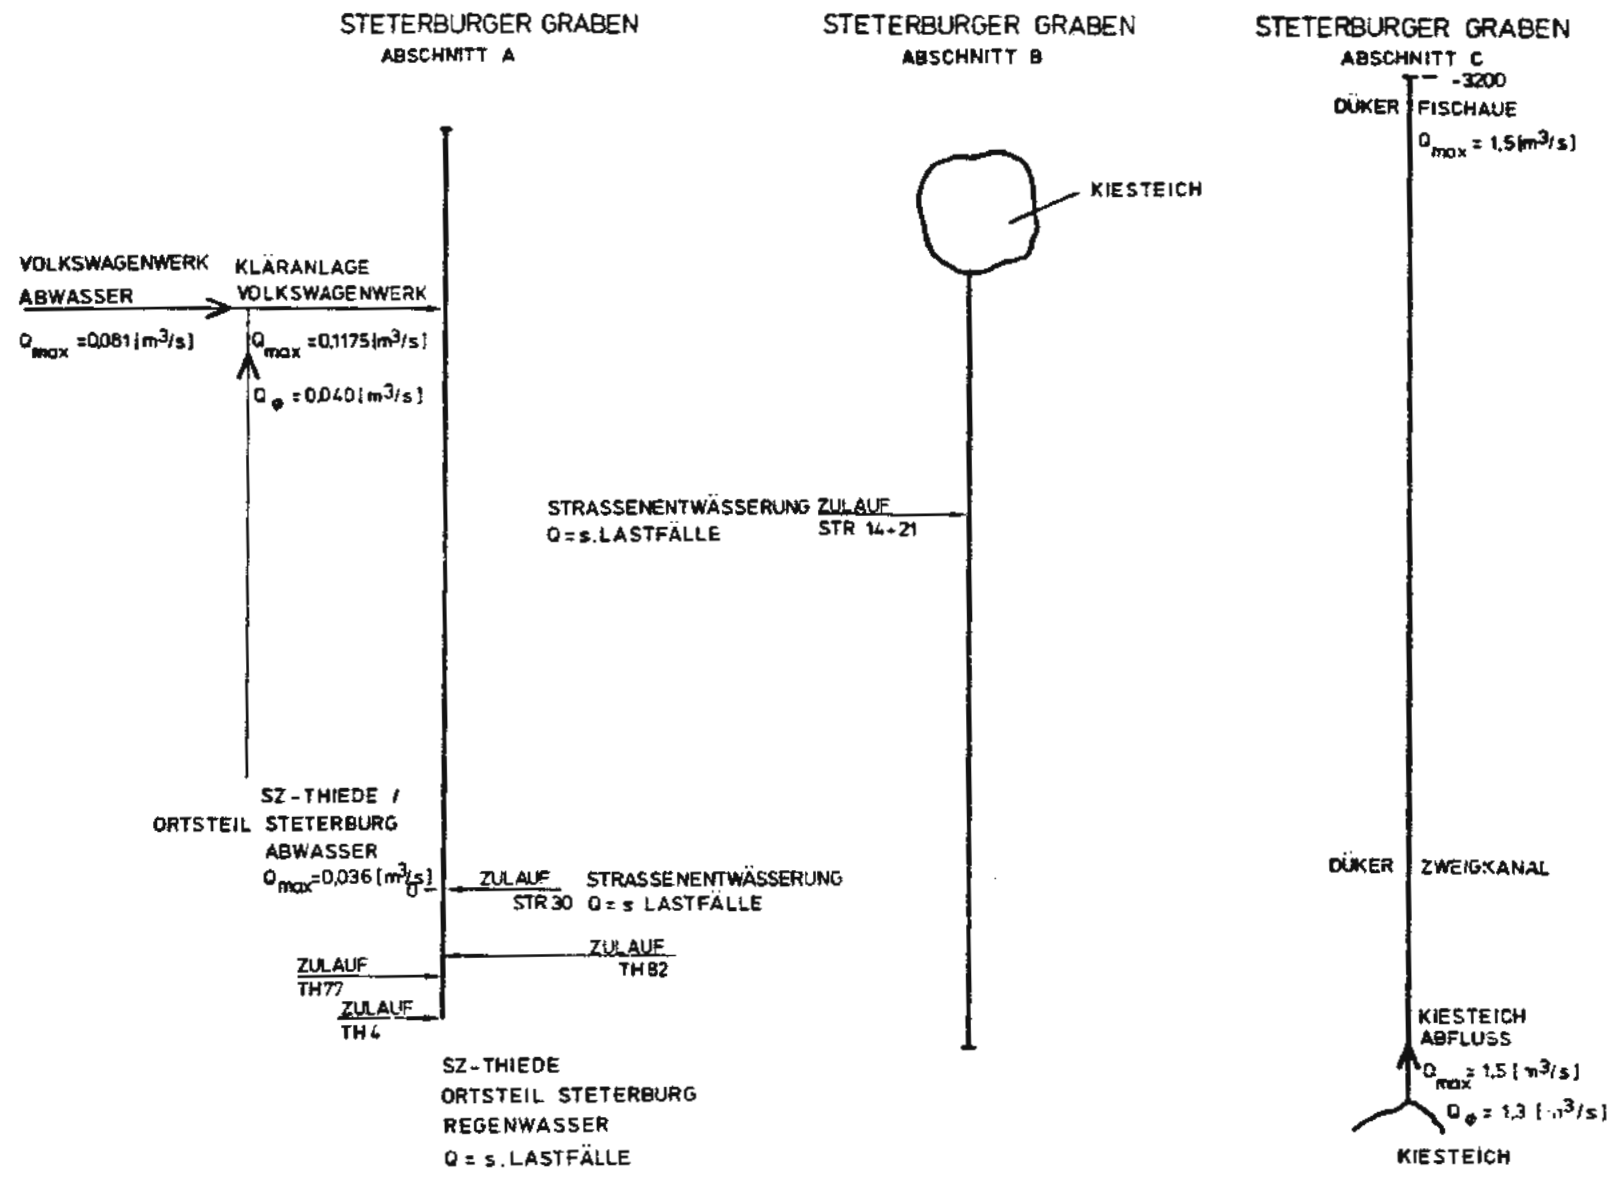 STETERBURGER GRABEN
ABSCHNITT A
VOLKSWAGENWERK
ABWASSER
Qmax =0,081[m³/s]
KLÄRANLAGE
VOLKSWAGENWERK
Qmax =0,1175[m³/s]
Qφ =0,040[m³/s]
SZ-THIEDE /
ORTSTEIL STETERBURG
ABWASSER
Qmax=0,036[m³/s]
0
ZULAUF
STR 30
STRASSENENTWÄSSERUNG
Q = s LASTFÄLLE
ZULAUF
TH82
ZULAUF
TH77
ZULAUF
TH4
SZ-THIEDE
ORTSTEIL STETERBURG
REGENWASSER
Q = s. LASTFÄLLE
STETERBURGER GRABEN
ABSCHNITT B
KIESTEICH
STRASSENENTWÄSSERUNG
Q = s. LASTFÄLLE
ZULAUF
STR 14÷21
STETERBURGER GRABEN
ABSCHNITT C
-3200
DÜKER FISCHAUE
Qmax = 1,5[m³/s]
DÜKER ZWEIGKANAL
KIESTEICH
ABFLUSS
Qmax = 1,5 [m³/s]
Qφ = 1,3 [m³/s]
KIESTEICH